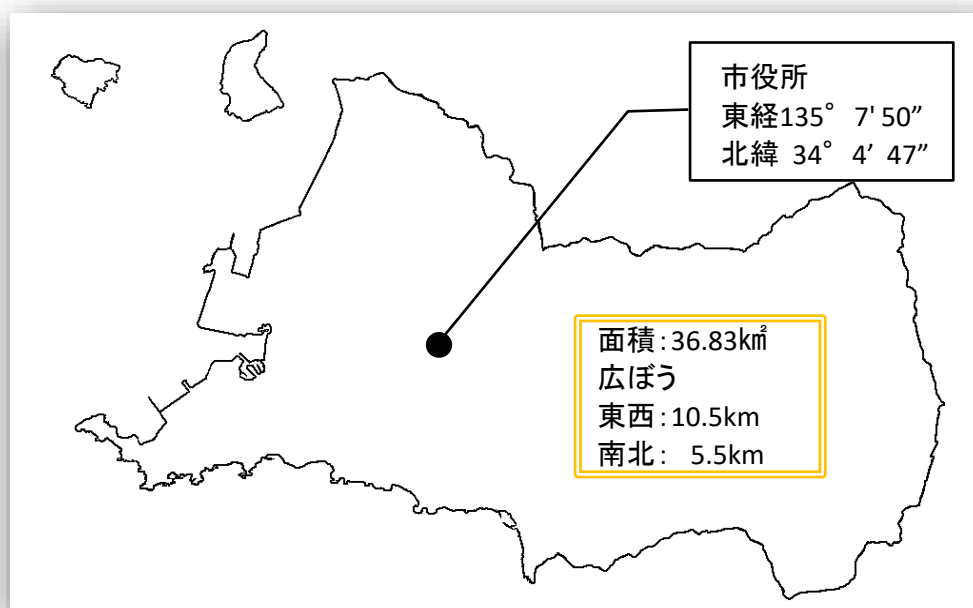 市役所
東経135° 7' 50”
北緯 34° 4’ 47”
面積:36.83k㎡
広ぼう
東西:10.5km
南北: 5.5km